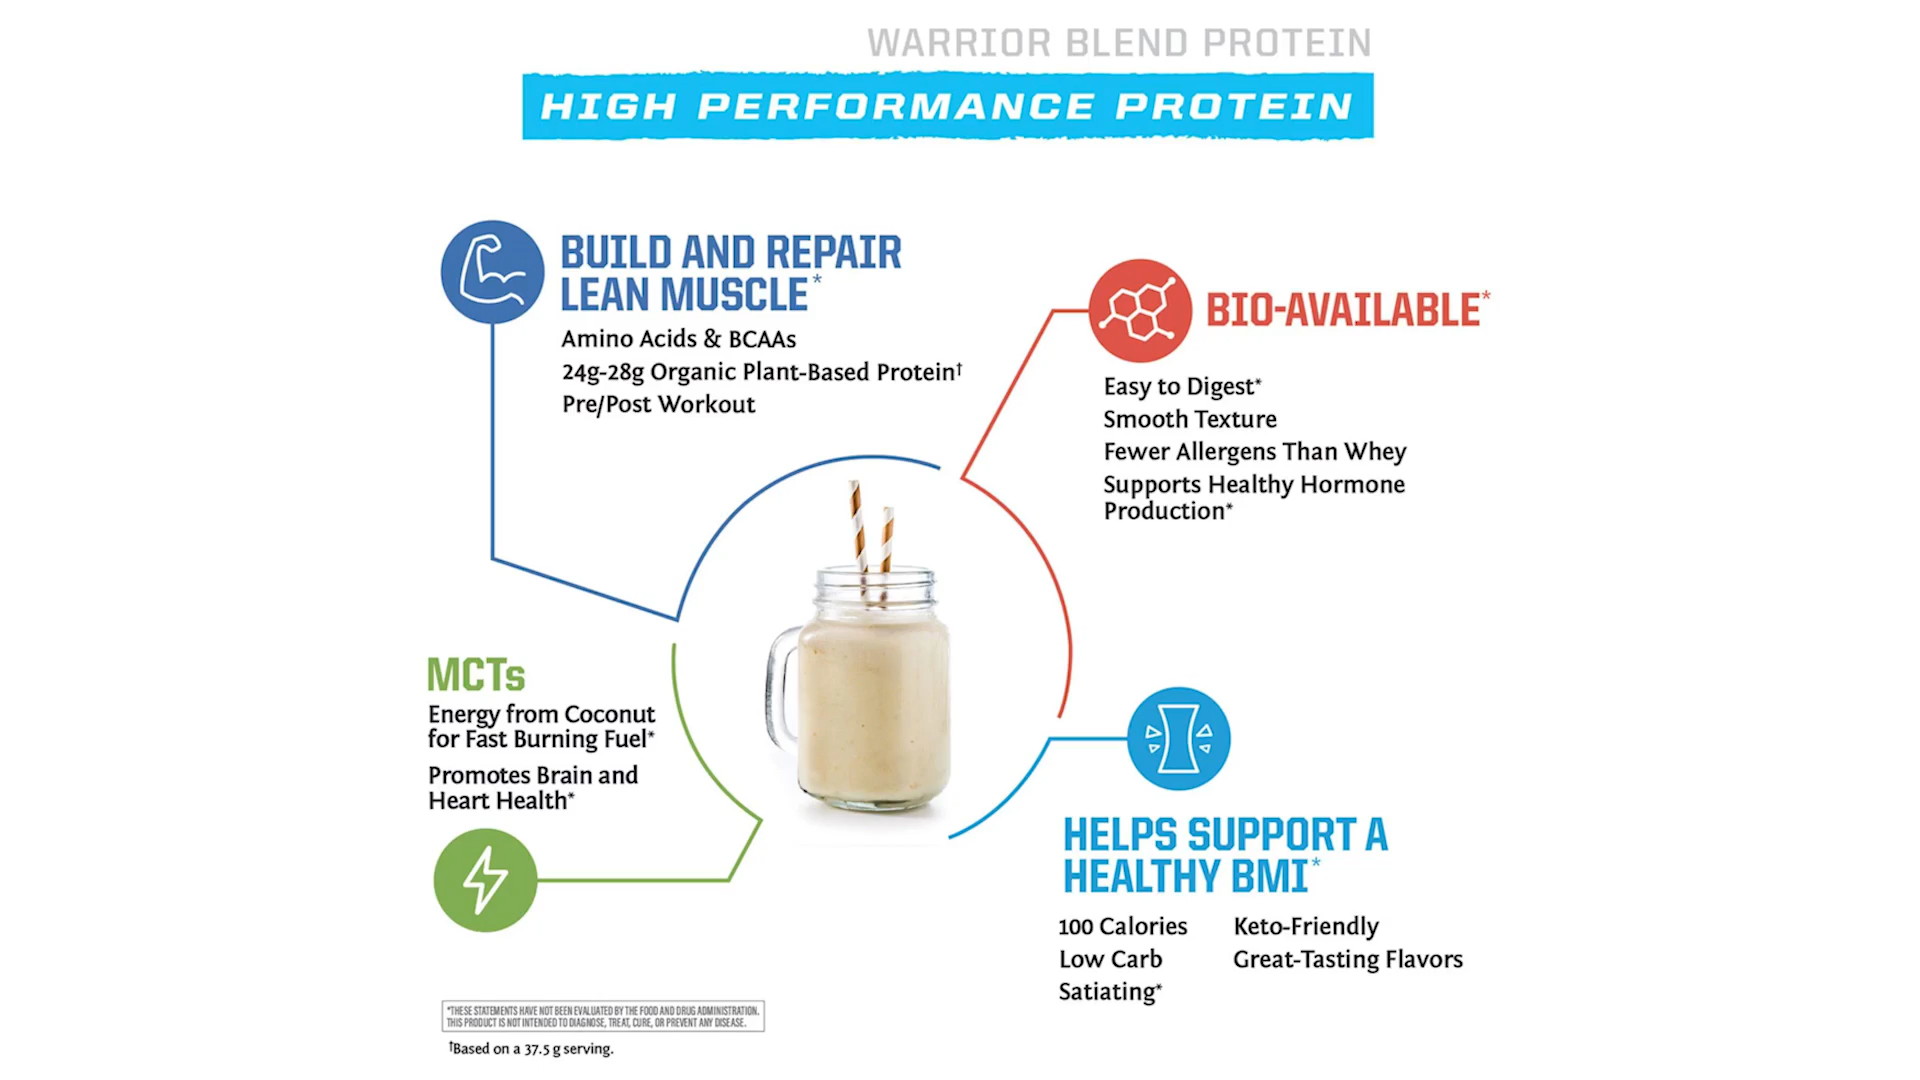 WARRIOR BLEND PROTEIN
HIGH PERFORMANCE PROTEIN
BUILD AND REPAIR
LEAN MUSCLE*
Amino Acids & BCAAs
24g-28g Organic Plant-Based Protein†
Pre/Post Workout
BIO-AVAILABLE*
Easy to Digest*
Smooth Texture
Fewer Allergens Than Whey
Supports Healthy Hormone
Production*
MCTs
Energy from Coconut
for Fast Burning Fuel*
Promotes Brain and
Heart Health*
HELPS SUPPORT A
HEALTHY BMI*
100 Calories
Low Carb
Satiating*
Keto-Friendly
Great-Tasting Flavors
*THESE STATEMENTS HAVE NOT BEEN EVALUATED BY THE FOOD AND DRUG ADMINISTRATION.
THIS PRODUCT IS NOT INTENDED TO DIAGNOSE, TREAT, CURE, OR PREVENT ANY DISEASE.
†Based on a 37.5 g serving.